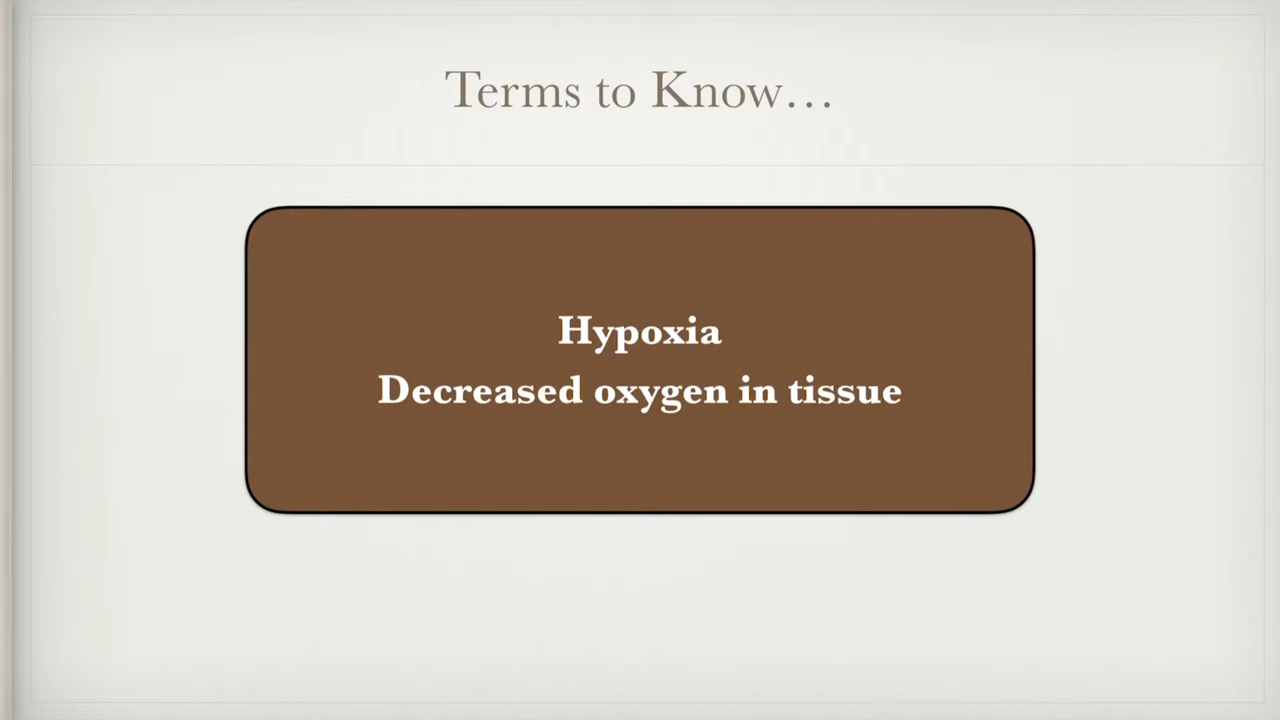 Terms to Know…
Hypoxia
Decreased oxygen in tissue